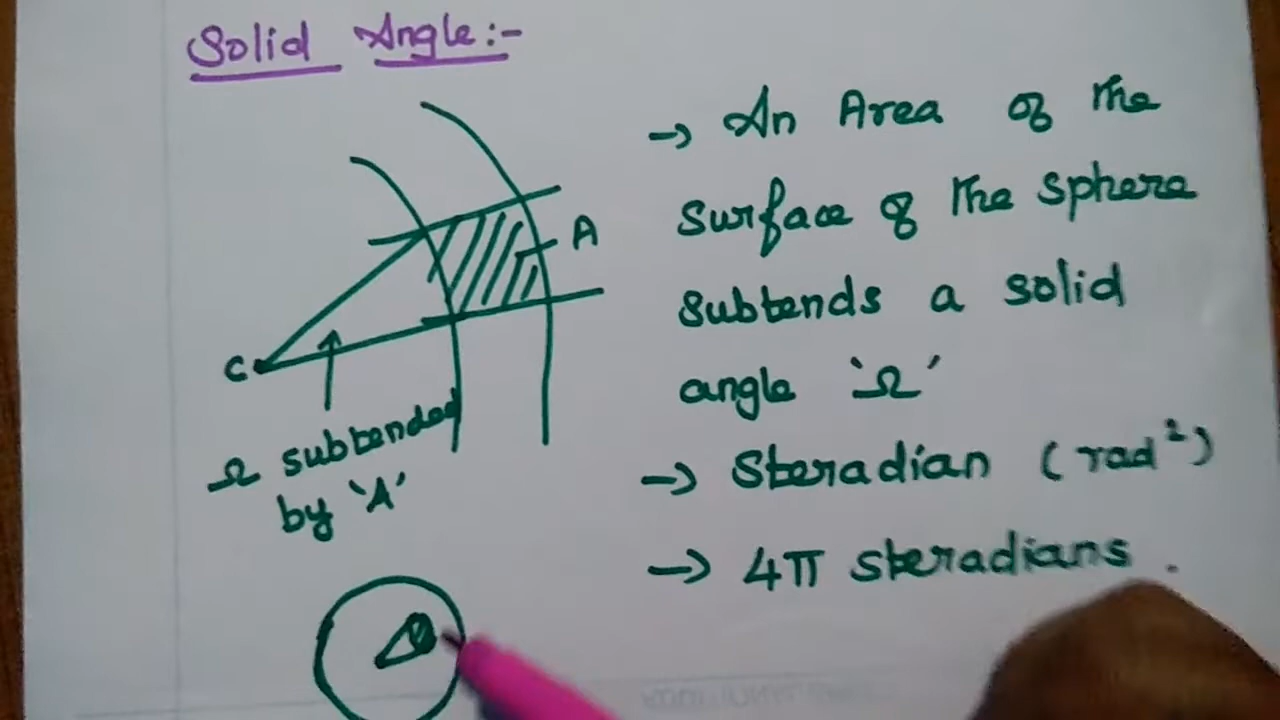 Solid Angle:-
→ An Area of the
surface of the sphere
subtends a solid
angle 'Ω'
→ Steradian (rad²)
→ 4π steradians.
A
C
Ω subtended
by 'A'